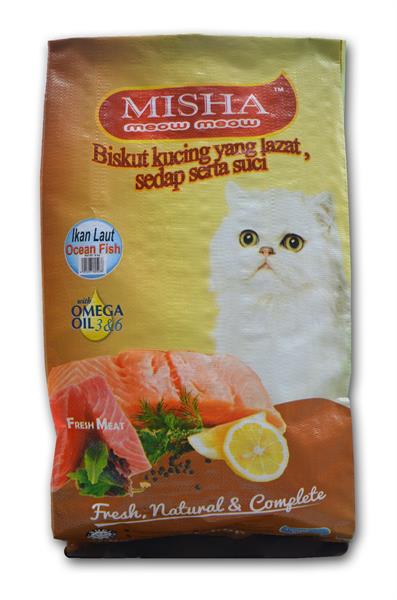 MISHA™
meow meow
Biskut kucing yang lazat,
sedap serta suci
Ikan Laut
Ocean Fish
with
OMEGA
OIL 3&6
FRESH MEAT
Fresh, Natural & Complete